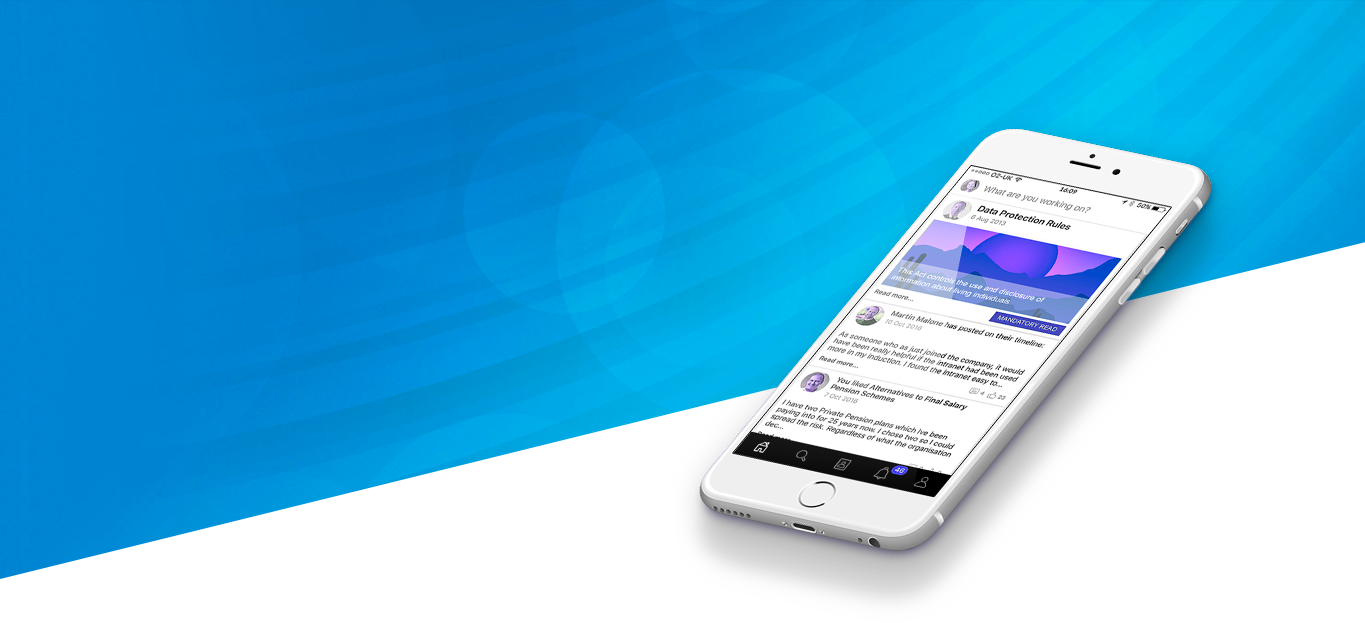 O2-UK 16:09 50%
What are you working on?
Data Protection Rules
6 Aug 2013
This Act controls the use and disclosure of
information about living individuals.
Read more...
MANDATORY READ
Martin Malone has posted on their timeline:
10 Oct 2016
As someone who as just joined the company, it would
have been really helpful if the intranet had been used
more in my induction. I found the intranet easy to...
Read more...
4 23
You liked Alternatives to Final Salary
Pension Schemes
7 Oct 2016
I have two Private Pension plans which ive been
paying into for 25 years now. I chose two so I could
spread the risk. Regardless of what the organisation
dec...
46